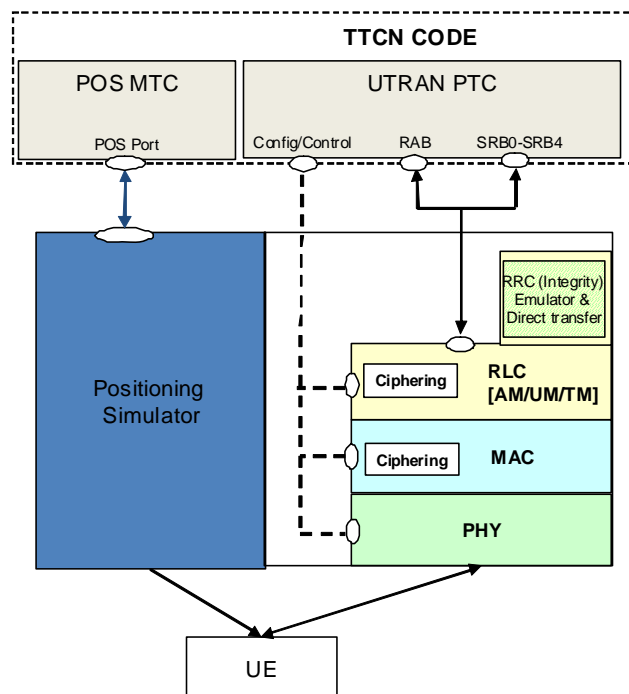 TTCN CODE
POS MTC
UTRAN PTC
POS Port
Config/Control
RAB
SRB0-SRB4
RRC (Integrity)
Emulator &
Direct transfer
Positioning
Simulator
Ciphering
RLC
[AM/UM/TM]
Ciphering
MAC
PHY
UE